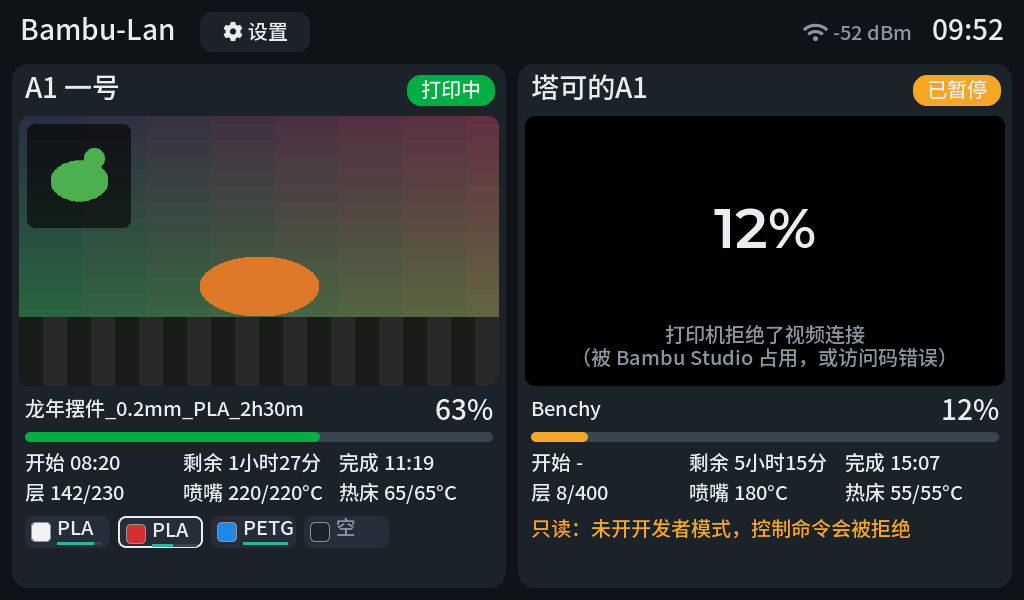 Bambu-Lan
设置
-52 dBm
09:52
A1 一号
打印中
龙年摆件_0.2mm_PLA_2h30m
63%
开始 08:20
剩余 1小时27分
完成 11:19
层 142/230
喷嘴 220/220°C
热床 65/65°C
PLA
PLA
PETG
空
塔可的A1
已暂停
12%
打印机拒绝了视频连接
（被 Bambu Studio 占用，或访问码错误）
Benchy
12%
开始 -
剩余 5小时15分
完成 15:07
层 8/400
喷嘴 180°C
热床 55/55°C
只读：未开开发者模式，控制命令会被拒绝